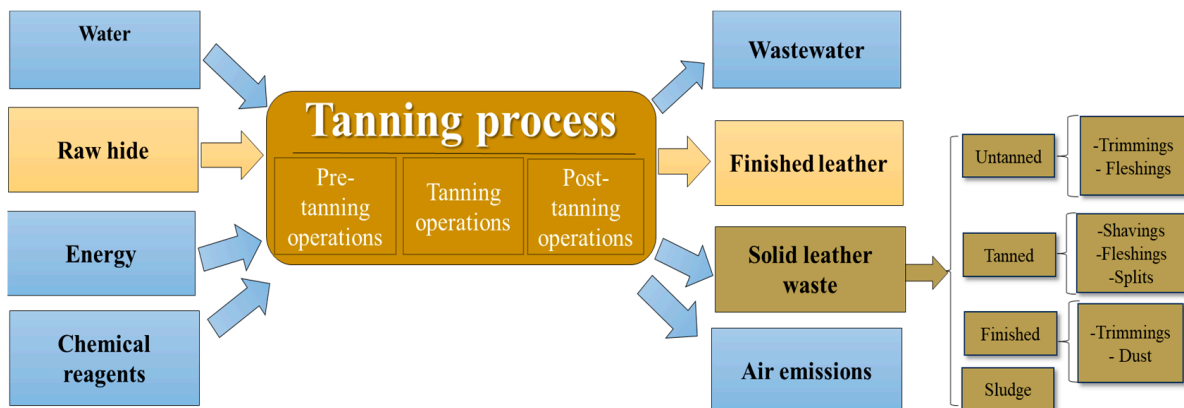 Water
Raw hide
Energy
Chemical
reagents
Tanning process
Pre-
tanning
operations
Tanning
operations
Post-
tanning
operations
Wastewater
Finished leather
Solid leather
waste
Air emissions
Untanned
-Trimmings
- Fleshings
Tanned
-Shavings
-Fleshings
-Splits
Finished
-Trimmings
- Dust
Sludge